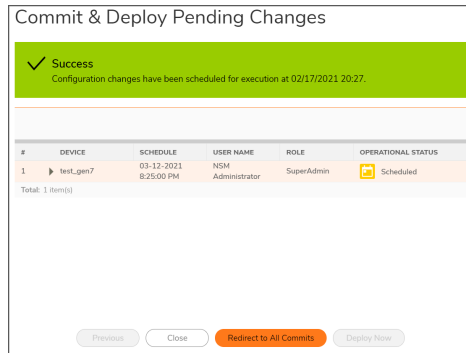 Commit & Deploy Pending Changes
Success
Configuration changes have been scheduled for execution at 02/17/2021 20:27.
# DEVICE SCHEDULE USER NAME ROLE OPERATIONAL STATUS
1 test_gen7 03-12-2021 8:25:00 PM NSM Administrator SuperAdmin Scheduled
Total: 1 item(s)
Previous Close Redirect to All Commits Deploy Now